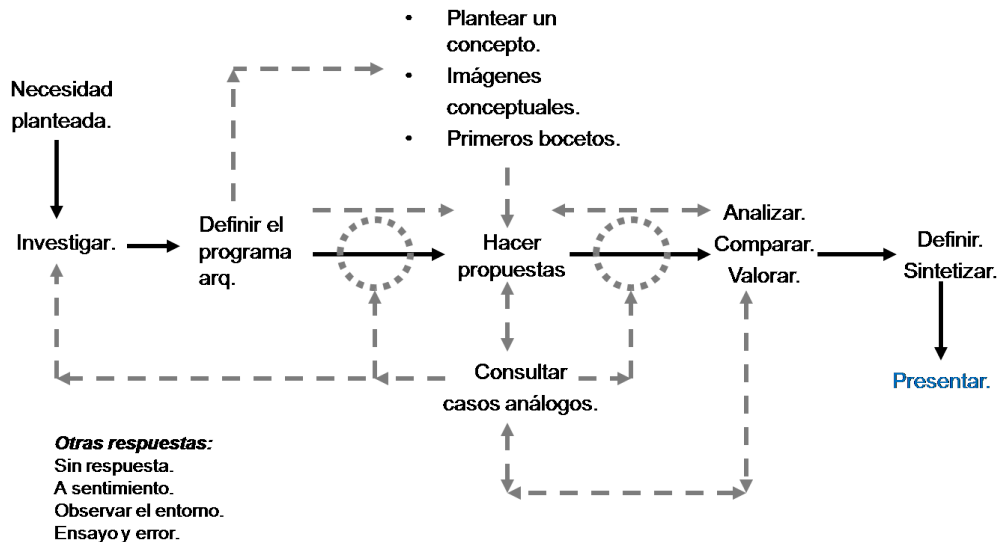 • Plantear un
concepto.
• Imágenes
conceptuales.
• Primeros bocetos.
Necesidad
planteada.
Investigar.
Definir el
programa
arq.
Hacer
propuestas
Analizar.
Comparar.
Valorar.
Definir.
Sintetizar.
Presentar.
Consultar
casos análogos.
Otras respuestas:
Sin respuesta.
A sentimiento.
Observar el entorno.
Ensayo y error.